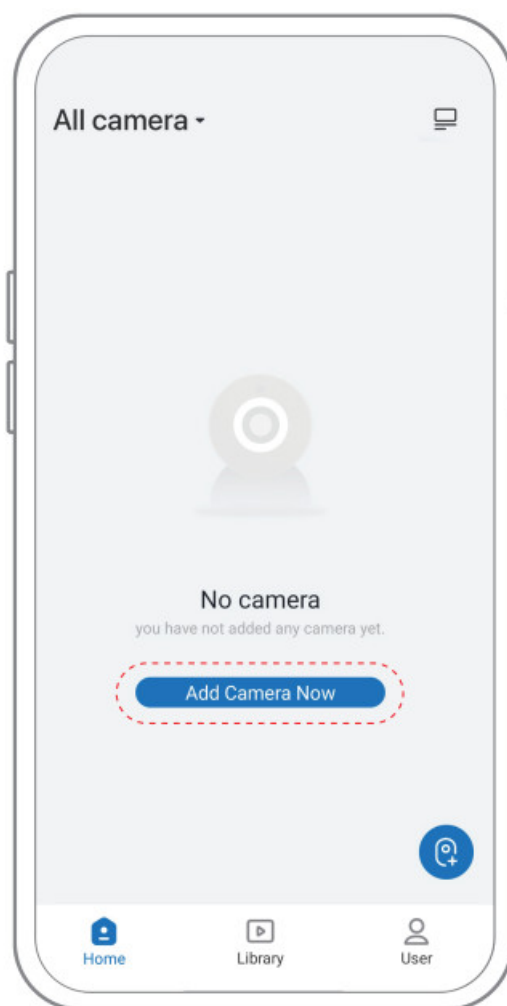 All camera
No camera
you have not added any camera yet.
Add Camera Now
Home
Library
User